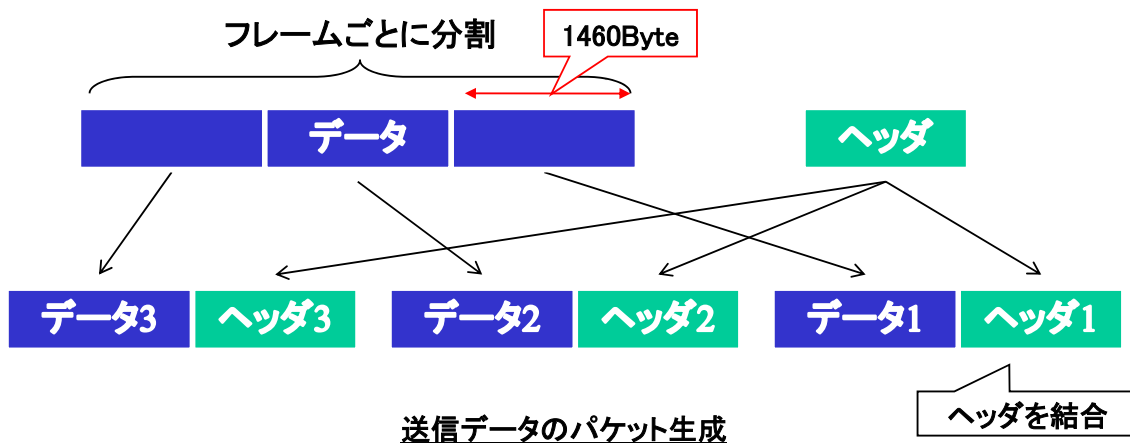 フレームごとに分割
1460Byte
データ
ヘッダ
データ3
ヘッダ3
データ2
ヘッダ2
データ1
ヘッダ1
ヘッダを結合
送信データのパケット生成